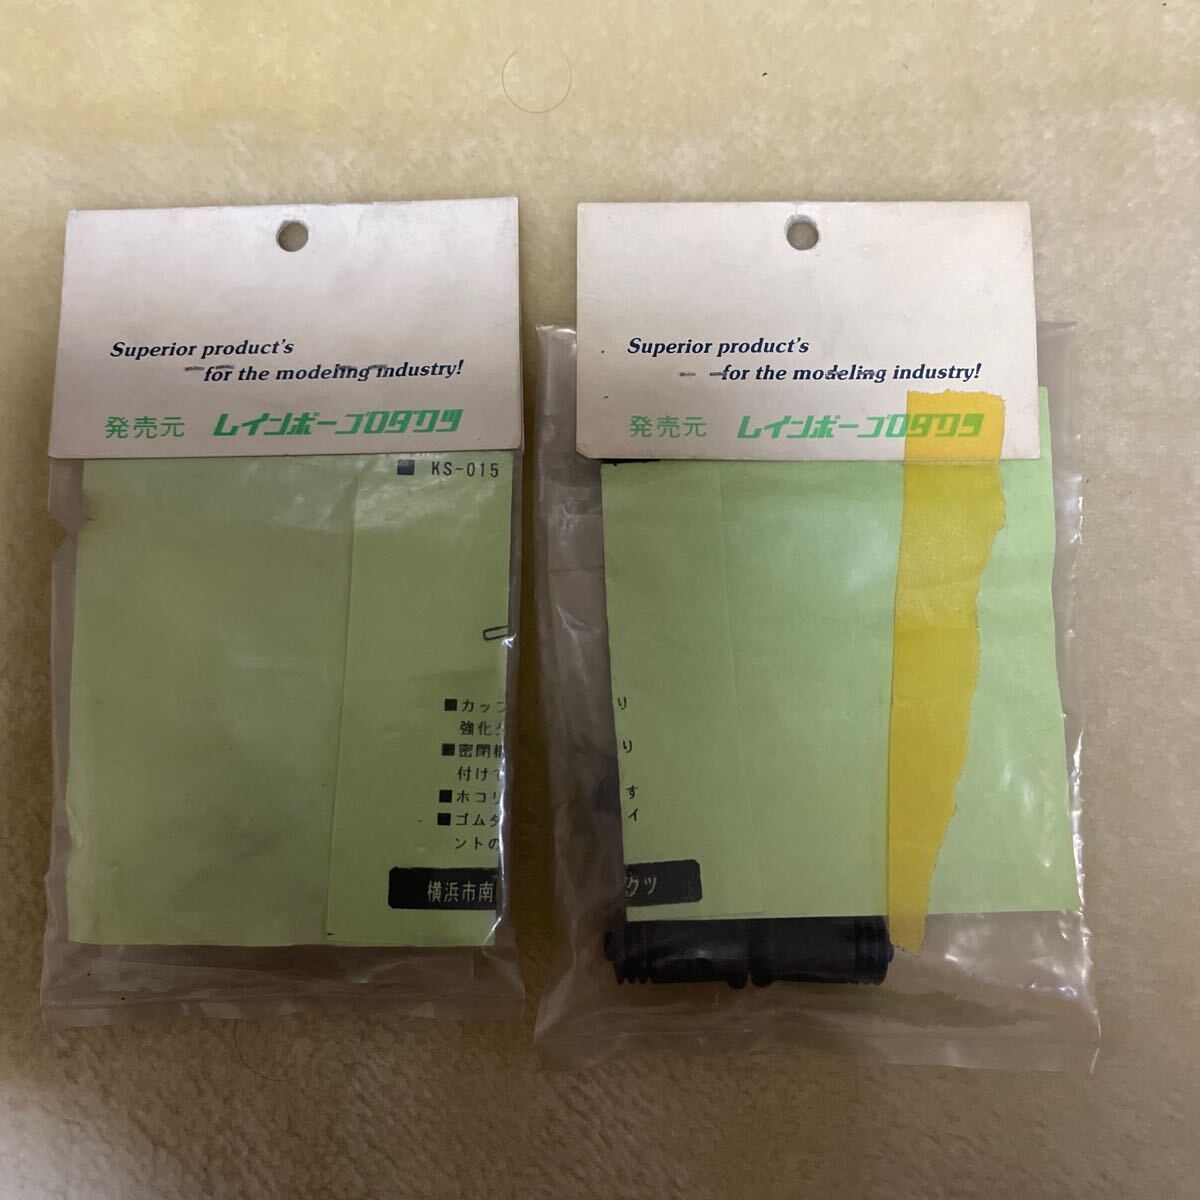 Superior product's
for the modeling industry!
発売元 レインボープロダクツ
■ KS-015
■カップ
強化
■密閉
付けて
■ホコリ
■ゴム
ントの
横浜市南
Superior product's
for the modeling industry!
発売元 レインボープロダクツ
り
り
す
イ
クツ